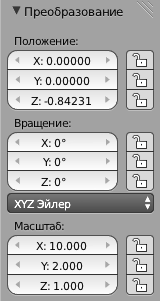 Преобразование
Положение:
X: 0.00000
Y: 0.00000
Z: -0.84231
Вращение:
X: 0°
Y: 0°
Z: 0°
XYZ Эйлер
Масштаб:
X: 10.000
Y: 2.000
Z: 1.000